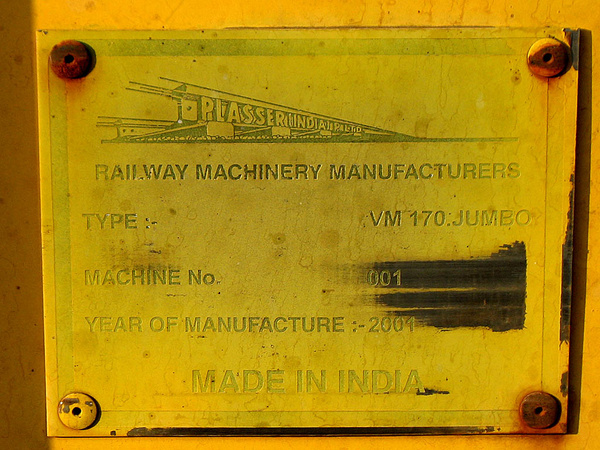 PLASSER(INDIA)P.LTD.
RAILWAY MACHINERY MANUFACTURERS
TYPE :- VM 170.JUMBO
MACHINE No. 001
YEAR OF MANUFACTURE :- 2001
MADE IN INDIA